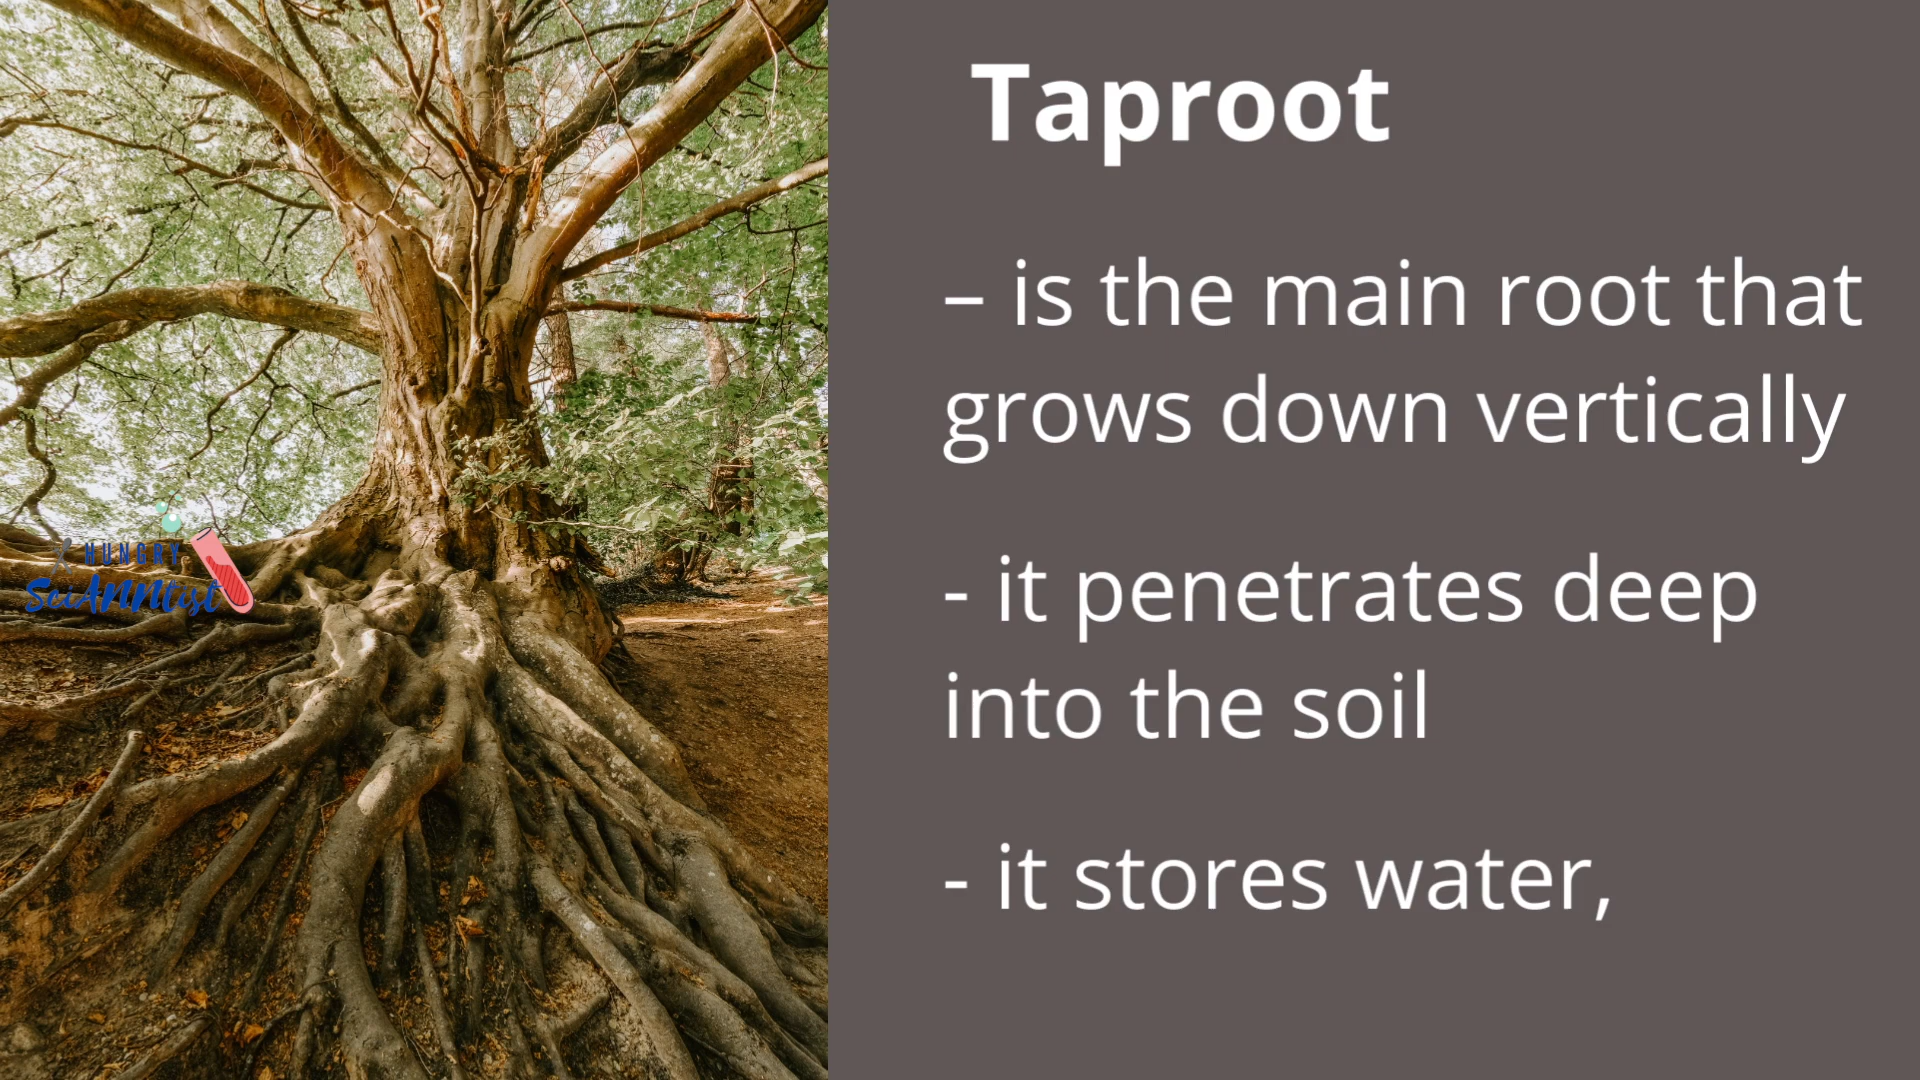 Taproot
– is the main root that
grows down vertically
- it penetrates deep
into the soil
- it stores water,
HUNGRY
SciANNtist